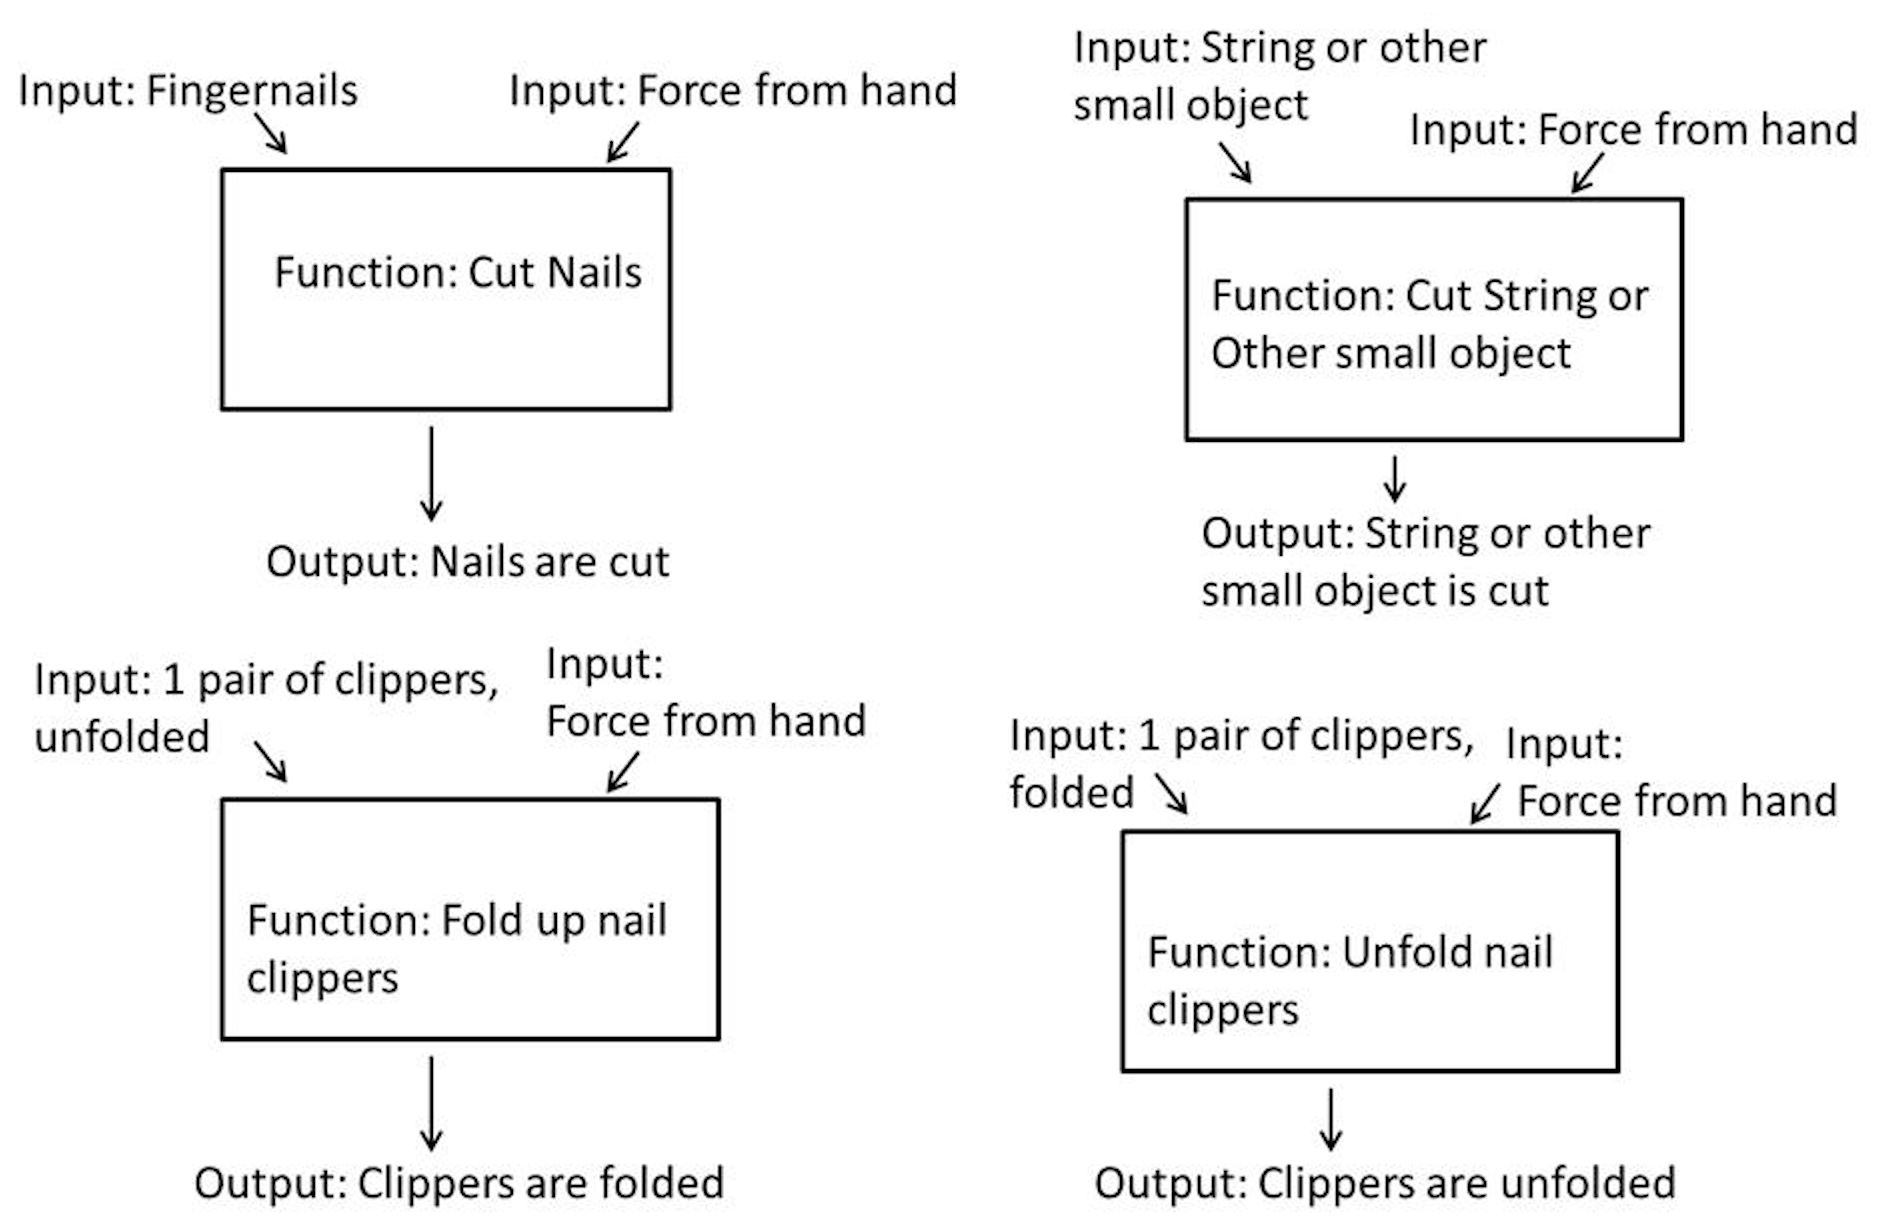 Input: Fingernails
Input: Force from hand
Function: Cut Nails
Output: Nails are cut
Input: String or other
small object
Input: Force from hand
Function: Cut String or
Other small object
Output: String or other
small object is cut
Input: 1 pair of clippers,
unfolded
Input:
Force from hand
Function: Fold up nail
clippers
Output: Clippers are folded
Input: 1 pair of clippers,
folded
Input:
Force from hand
Function: Unfold nail
clippers
Output: Clippers are unfolded